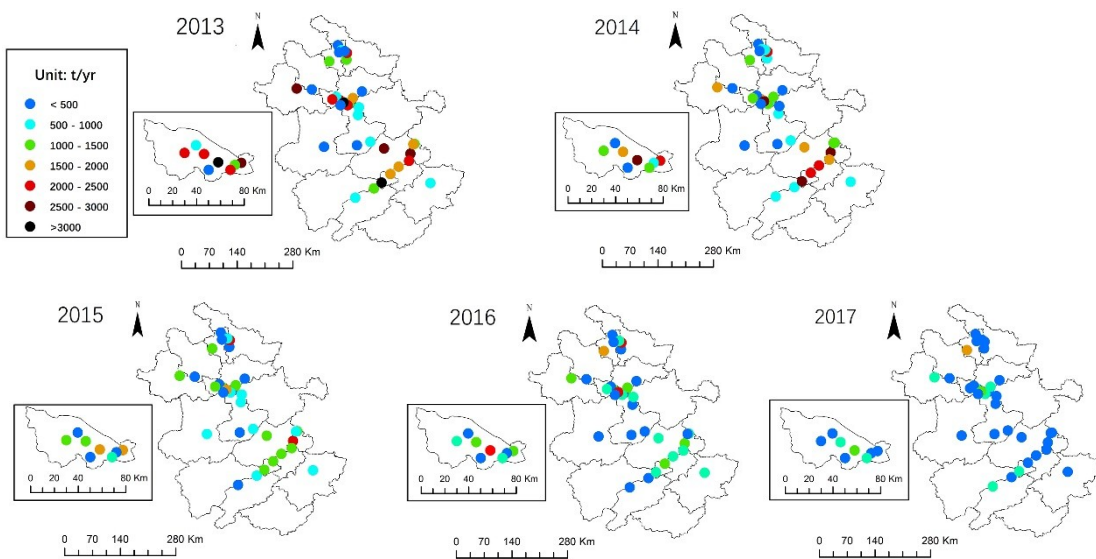 2013
N
2014
N
Unit: t/yr
< 500
500 - 1000
1000 - 1500
1500 - 2000
2000 - 2500
2500 - 3000
>3000
0 20 40 80 Km
0 20 40 80 Km
0 70 140 280 Km
0 70 140 280 Km
2015
N
2016
N
2017
N
0 20 40 80 Km
0 20 40 80 Km
0 20 40 80 Km
0 70 140 280 Km
0 70 140 280 Km
0 70 140 280 Km